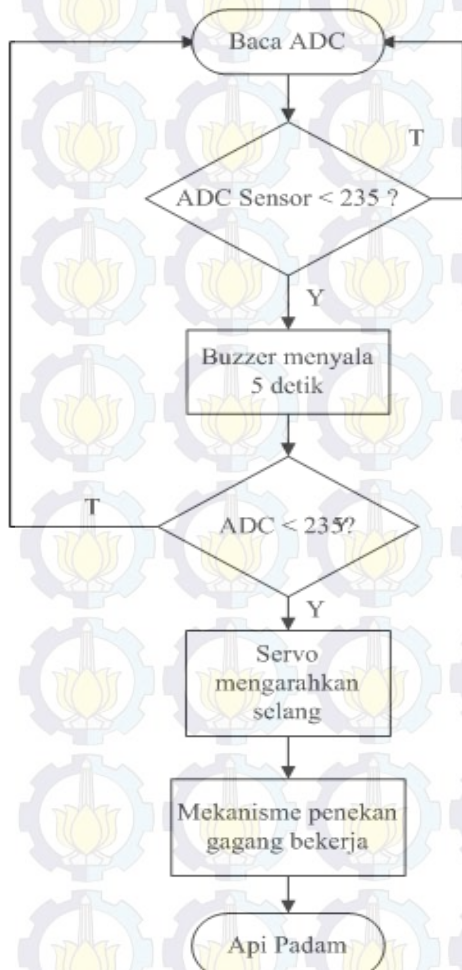 Baca ADC
T
ADC Sensor < 235 ?
Y
Buzzer menyala
5 detik
T
ADC < 235?
Y
Servo
mengarahkan
selang
Mekanisme penekan
gagang bekerja
Api Padam